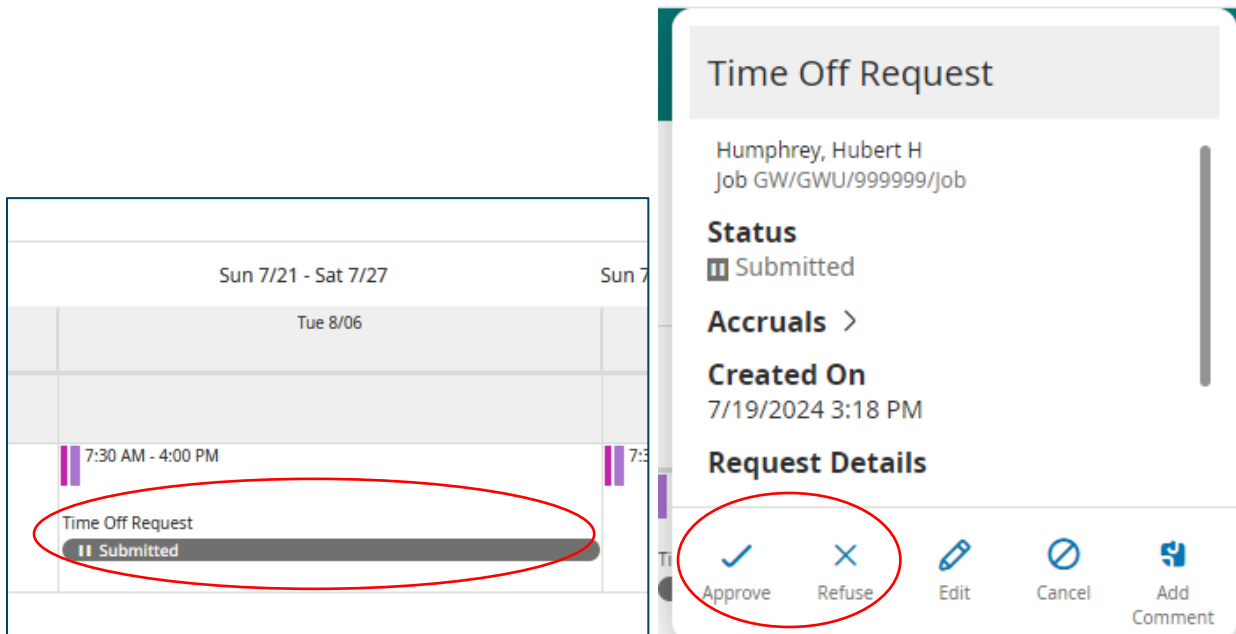 Sun 7/21 - Sat 7/27
Sun 7
Tue 8/06
7:30 AM - 4:00 PM
7:3
Time Off Request
Submitted
Time Off Request
Humphrey, Hubert H
Job GW/GWU/999999/Job
Status
Submitted
Accruals >
Created On
7/19/2024 3:18 PM
Request Details
Ti
Approve
Refuse
Edit
Cancel
Add
Comment